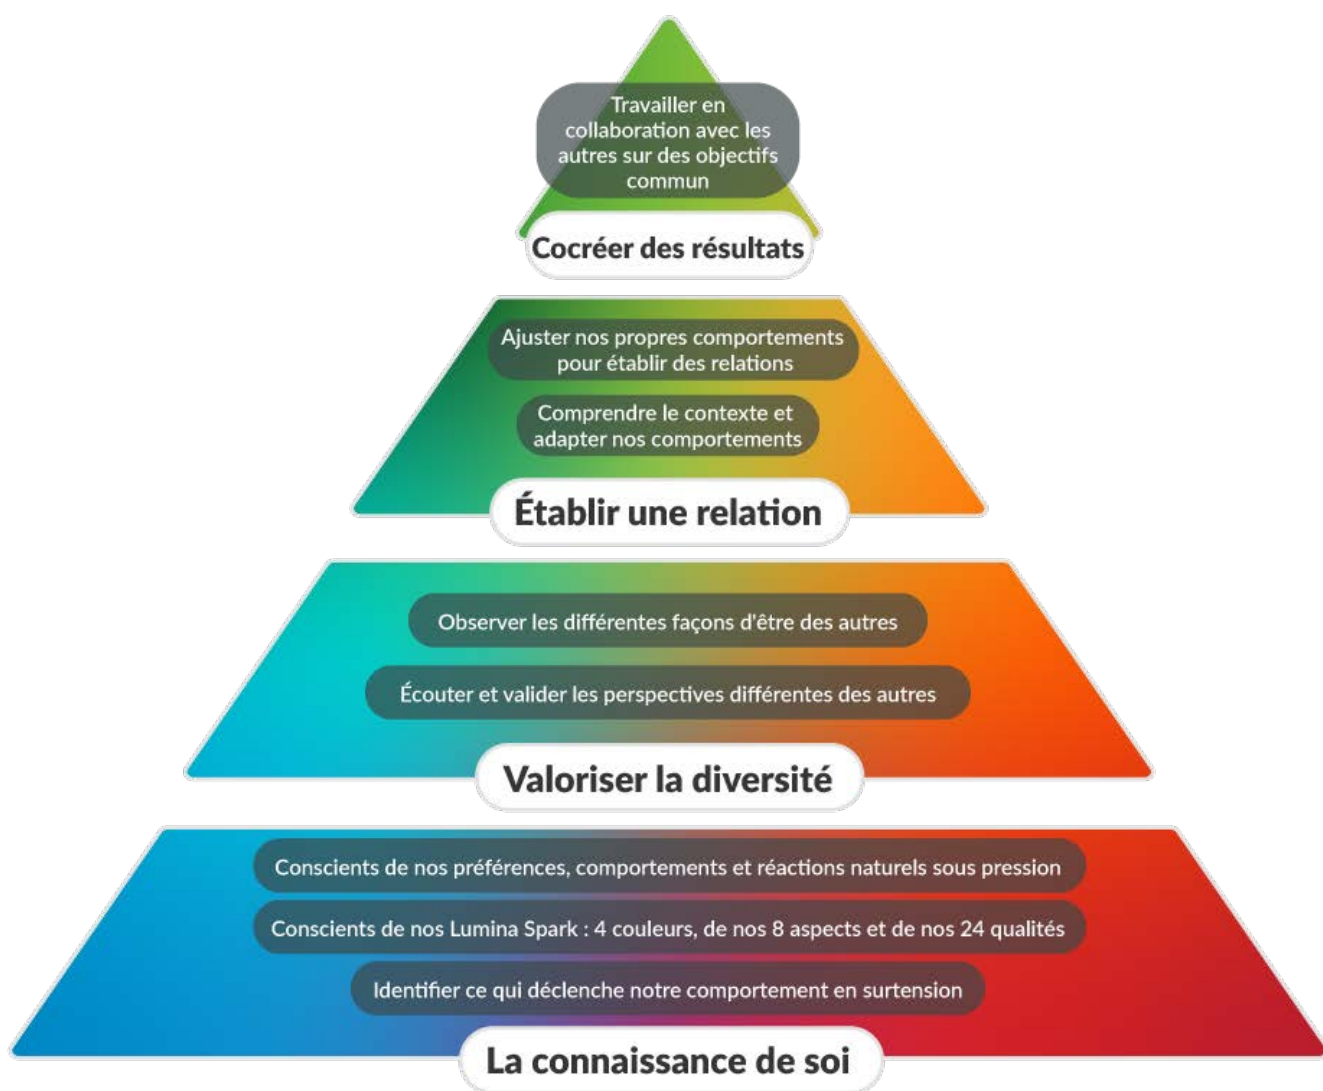 Travailler en
collaboration avec les
autres sur des objectifs
commun
Cocréer des résultats
Ajuster nos propres comportements
pour établir des relations
Comprendre le contexte et
adapter nos comportements
Établir une relation
Observer les différentes façons d'être des autres
Écouter et valider les perspectives différentes des autres
Valoriser la diversité
Conscients de nos préférences, comportements et réactions naturels sous pression
Conscients de nos Lumina Spark : 4 couleurs, de nos 8 aspects et de nos 24 qualités
Identifier ce qui déclenche notre comportement en surtension
La connaissance de soi